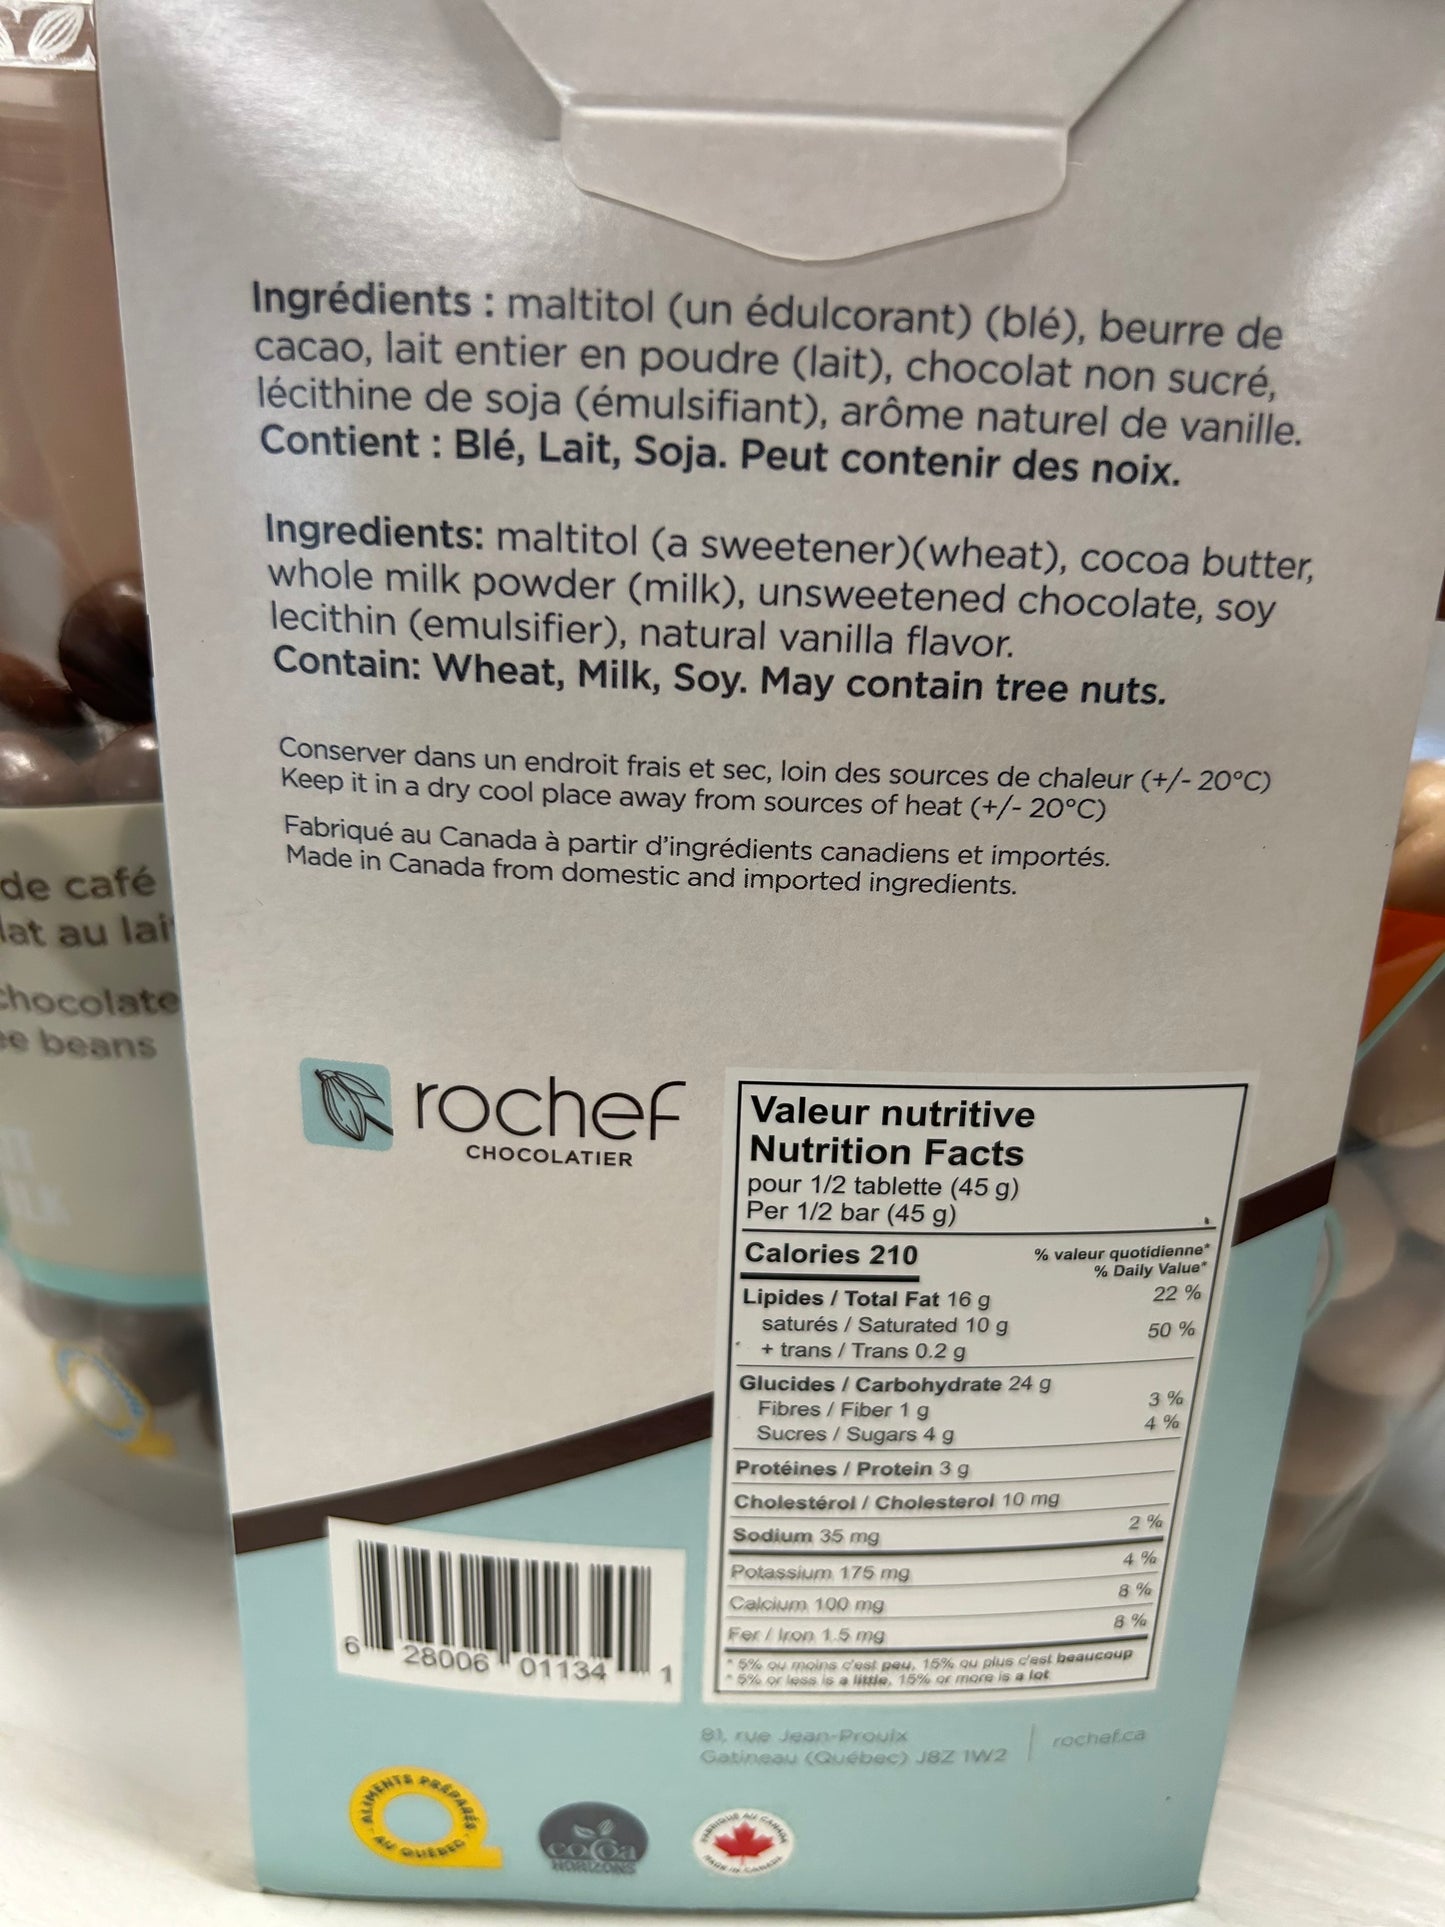 Ingrédients : maltitol (un édulcorant) (blé), beurre de
cacao, lait entier en poudre (lait), chocolat non sucré,
lécithine de soja (émulsifiant), arôme naturel de vanille.
Contient : Blé, Lait, Soja. Peut contenir des noix.
Ingredients: maltitol (a sweetener)(wheat), cocoa butter,
whole milk powder (milk), unsweetened chocolate, soy
lecithin (emulsifier), natural vanilla flavor.
Contain: Wheat, Milk, Soy. May contain tree nuts.
Conserver dans un endroit frais et sec, loin des sources de chaleur (+/- 20°C)
Keep it in a dry cool place away from sources of heat (+/- 20°C)
Fabriqué au Canada à partir d'ingrédients canadiens et importés.
Made in Canada from domestic and imported ingredients.
de café
lat au lai
chocolate
ee beans
rochef
CHOCOLATIER
Valeur nutritive
Nutrition Facts
pour 1/2 tablette (45 g)
Per 1/2 bar (45 g)
Calories 210
% valeur quotidienne*
% Daily Value*
Lipides / Total Fat 16 g 22 %
saturés / Saturated 10 g 50 %
+ trans / Trans 0.2 g
Glucides / Carbohydrate 24 g
Fibres / Fiber 1 g 3 %
Sucres / Sugars 4 g 4 %
Protéines / Protein 3 g
Cholestérol / Cholesterol 10 mg
Sodium 35 mg 2 %
Potassium 175 mg 4 %
Calcium 100 mg 8 %
Fer / Iron 1.5 mg 8 %
* 5% ou moins c'est peu, 15% ou plus c'est beaucoup
* 5% or less is a little, 15% or more is a lot
6 28006 01134 1
81, rue Jean-Proulx
Gatineau (Québec) J8Z 1W2
rochef.ca
ALIMENTS PRÉPARÉS
AU QUÉBEC
cocoa
HORIZONS
FABRIQUÉ AU CANADA
MADE IN CANADA